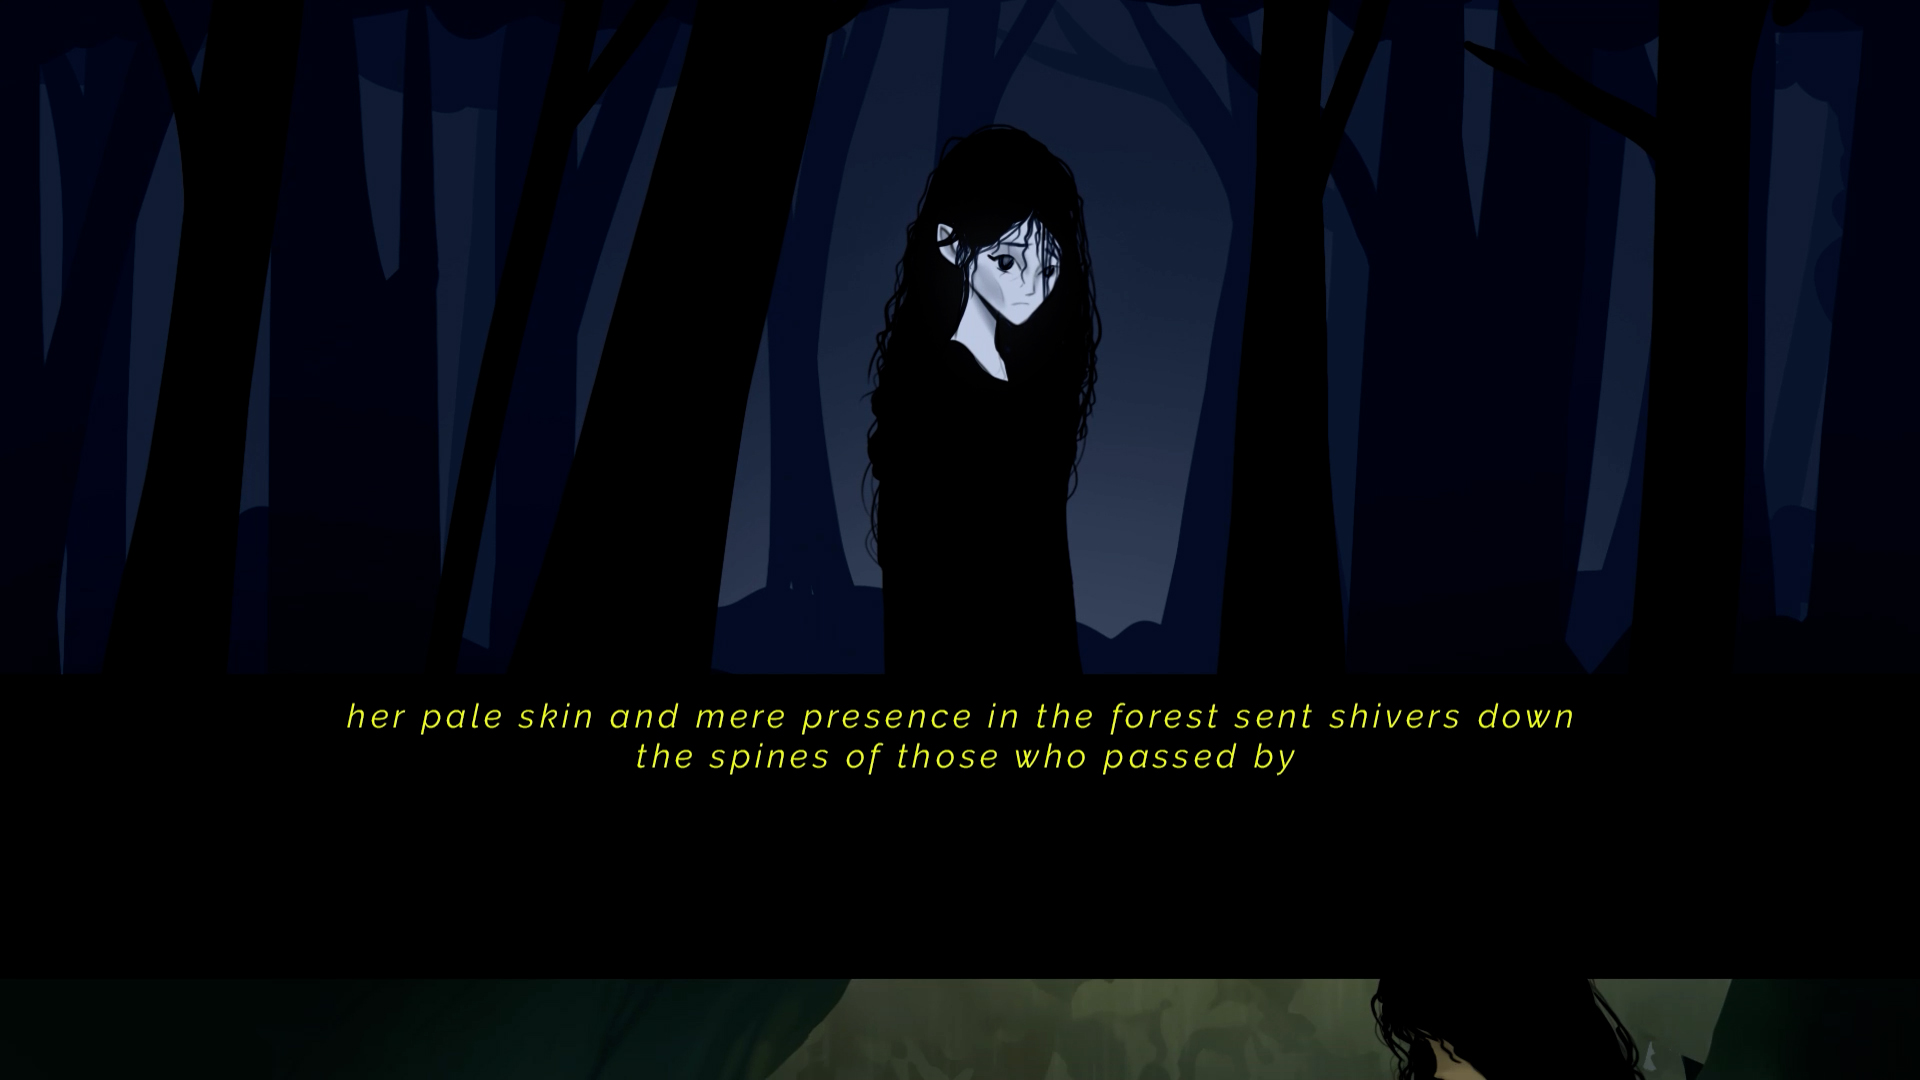 her pale skin and mere presence in the forest sent shivers down
the spines of those who passed by